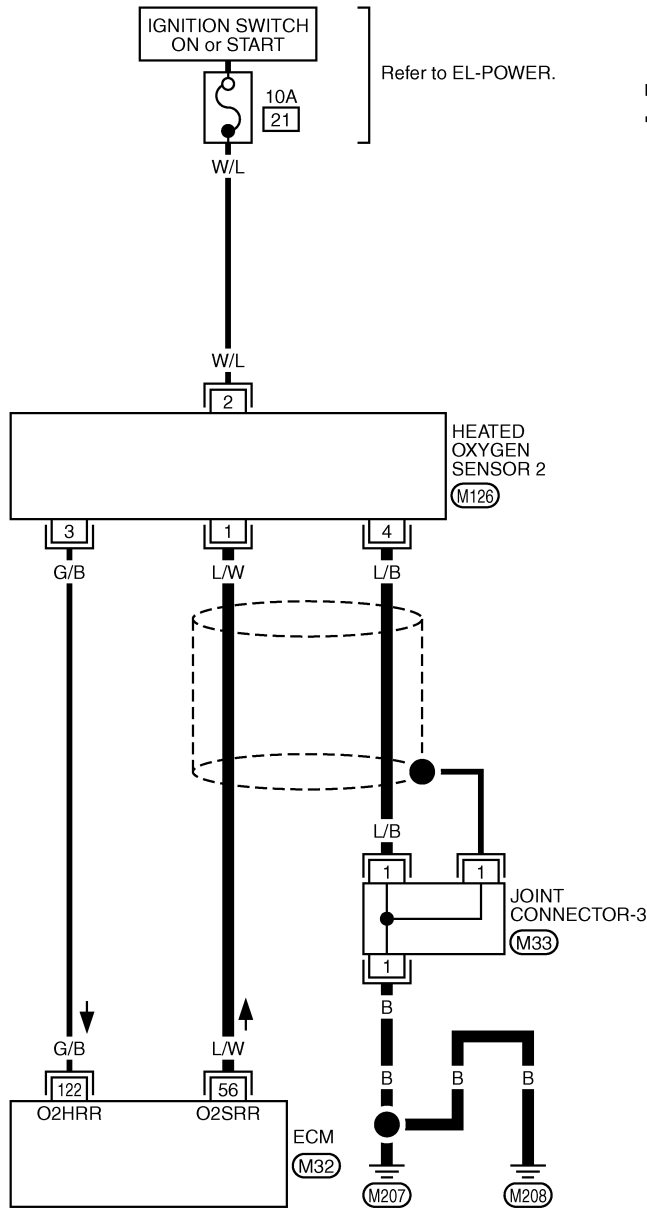 IGNITION SWITCH
ON or START
Refer to EL-POWER.
10A
21
W/L
W/L
2
HEATED
OXYGEN
SENSOR 2
M126
3
1
4
G/B
L/W
L/B
L/B
1
1
JOINT
CONNECTOR-3
M33
1
B
G/B
L/W
B
B
B
122
56
O2HRR
O2SRR
ECM
M32
M207
M208